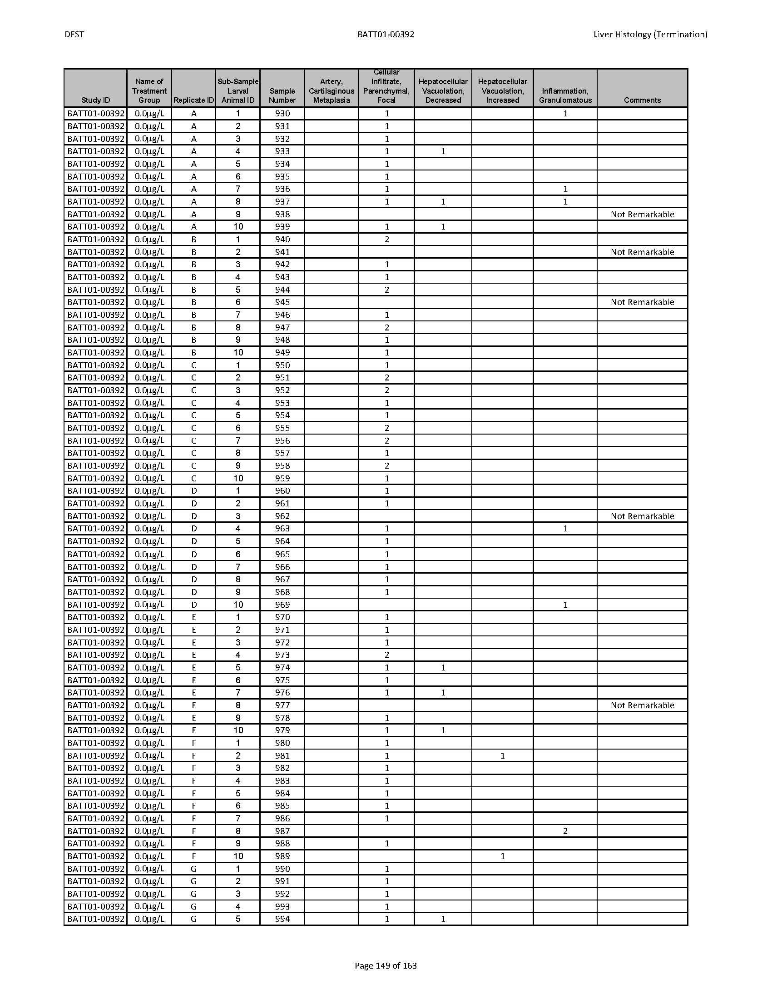 DEST BATT01-00392 Liver Histology (Termination)
Study ID Name of Treatment Group Replicate ID Sub-Sample Larval Animal ID Sample Number Artery, Cartilaginous Metaplasia Cellular Infiltrate, Parenchymal, Focal Hepatocellular Vacuolation, Decreased Hepatocellular Vacuolation, Increased Inflammation, Granulomatous Comments
BATT01-00392 0.0µg/L A 1 930 1 1
BATT01-00392 0.0µg/L A 2 931 1
BATT01-00392 0.0µg/L A 3 932 1
BATT01-00392 0.0µg/L A 4 933 1 1
BATT01-00392 0.0µg/L A 5 934 1
BATT01-00392 0.0µg/L A 6 935 1
BATT01-00392 0.0µg/L A 7 936 1 1
BATT01-00392 0.0µg/L A 8 937 1 1 1
BATT01-00392 0.0µg/L A 9 938 Not Remarkable
BATT01-00392 0.0µg/L A 10 939 1 1
BATT01-00392 0.0µg/L B 1 940 2
BATT01-00392 0.0µg/L B 2 941 Not Remarkable
BATT01-00392 0.0µg/L B 3 942 1
BATT01-00392 0.0µg/L B 4 943 1
BATT01-00392 0.0µg/L B 5 944 2
BATT01-00392 0.0µg/L B 6 945 Not Remarkable
BATT01-00392 0.0µg/L B 7 946 1
BATT01-00392 0.0µg/L B 8 947 2
BATT01-00392 0.0µg/L B 9 948 1
BATT01-00392 0.0µg/L B 10 949 1
BATT01-00392 0.0µg/L C 1 950 1
BATT01-00392 0.0µg/L C 2 951 2
BATT01-00392 0.0µg/L C 3 952 2
BATT01-00392 0.0µg/L C 4 953 1
BATT01-00392 0.0µg/L C 5 954 1
BATT01-00392 0.0µg/L C 6 955 2
BATT01-00392 0.0µg/L C 7 956 2
BATT01-00392 0.0µg/L C 8 957 1
BATT01-00392 0.0µg/L C 9 958 2
BATT01-00392 0.0µg/L C 10 959 1
BATT01-00392 0.0µg/L D 1 960 1
BATT01-00392 0.0µg/L D 2 961 1
BATT01-00392 0.0µg/L D 3 962 Not Remarkable
BATT01-00392 0.0µg/L D 4 963 1 1
BATT01-00392 0.0µg/L D 5 964 1
BATT01-00392 0.0µg/L D 6 965 1
BATT01-00392 0.0µg/L D 7 966 1
BATT01-00392 0.0µg/L D 8 967 1
BATT01-00392 0.0µg/L D 9 968 1
BATT01-00392 0.0µg/L D 10 969 1
BATT01-00392 0.0µg/L E 1 970 1
BATT01-00392 0.0µg/L E 2 971 1
BATT01-00392 0.0µg/L E 3 972 1
BATT01-00392 0.0µg/L E 4 973 2
BATT01-00392 0.0µg/L E 5 974 1 1
BATT01-00392 0.0µg/L E 6 975 1
BATT01-00392 0.0µg/L E 7 976 1 1
BATT01-00392 0.0µg/L E 8 977 Not Remarkable
BATT01-00392 0.0µg/L E 9 978 1
BATT01-00392 0.0µg/L E 10 979 1 1
BATT01-00392 0.0µg/L F 1 980 1
BATT01-00392 0.0µg/L F 2 981 1 1
BATT01-00392 0.0µg/L F 3 982 1
BATT01-00392 0.0µg/L F 4 983 1
BATT01-00392 0.0µg/L F 5 984 1
BATT01-00392 0.0µg/L F 6 985 1
BATT01-00392 0.0µg/L F 7 986 1
BATT01-00392 0.0µg/L F 8 987 2
BATT01-00392 0.0µg/L F 9 988 1
BATT01-00392 0.0µg/L F 10 989 1
BATT01-00392 0.0µg/L G 1 990 1
BATT01-00392 0.0µg/L G 2 991 1
BATT01-00392 0.0µg/L G 3 992 1
BATT01-00392 0.0µg/L G 4 993 1
BATT01-00392 0.0µg/L G 5 994 1 1
Page 149 of 163